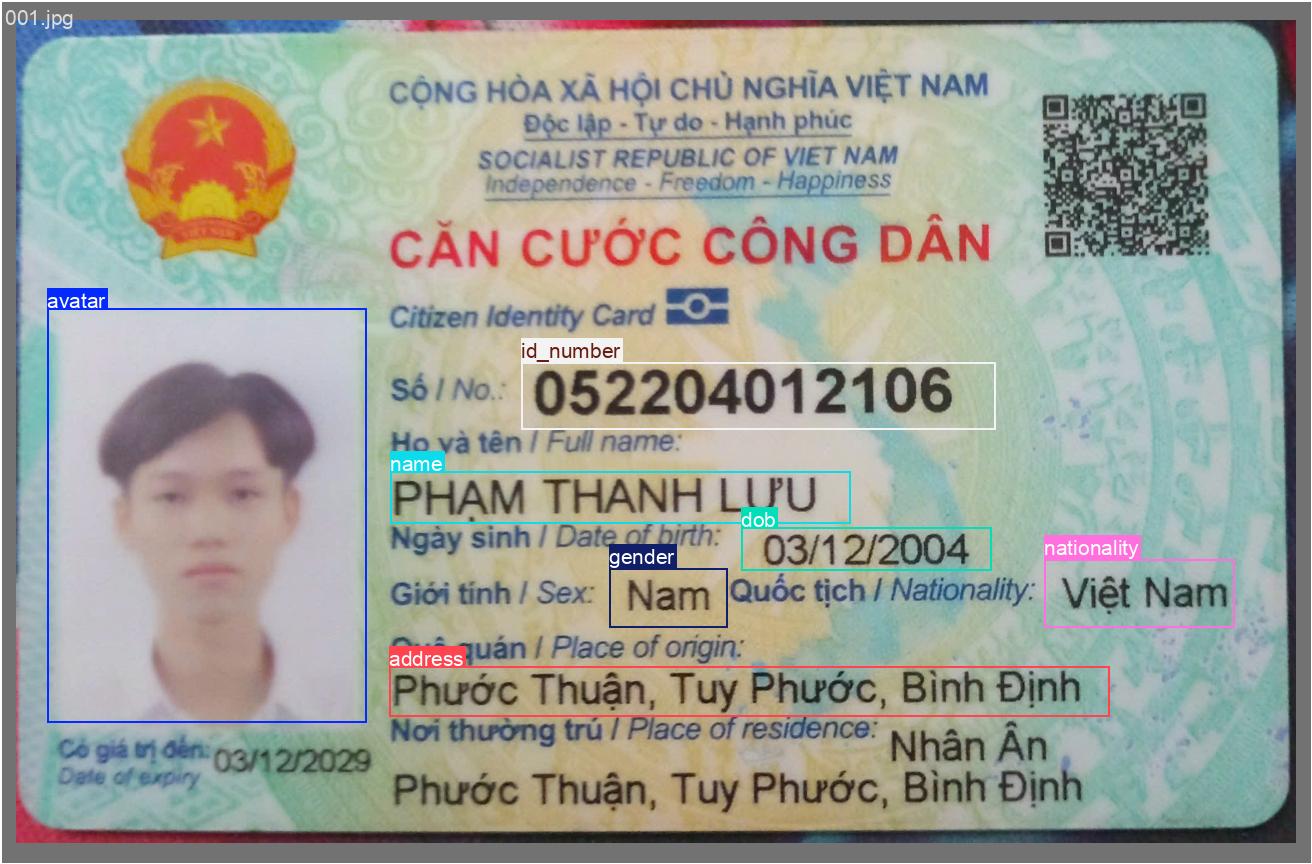 001.jpg
CỘNG HÒA XÃ HỘI CHỦ NGHĨA VIỆT NAM
Độc lập - Tự do - Hạnh phúc
SOCIALIST REPUBLIC OF VIET NAM
Independence - Freedom - Happiness
CĂN CƯỚC CÔNG DÂN
Citizen Identity Card
avatar
id_number
Số / No.: 052204012106
Họ và tên / Full name:
name
PHẠM THANH LƯU
dob
Ngày sinh / Date of birth: 03/12/2004
gender
nationality
Giới tính / Sex: Nam Quốc tịch / Nationality: Việt Nam
quán / Place of origin:
address
Phước Thuận, Tuy Phước, Bình Định
Nơi thường trú / Place of residence: Nhân Ân
Phước Thuận, Tuy Phước, Bình Định
Có giá trị đến: 03/12/2029
Date of expiry